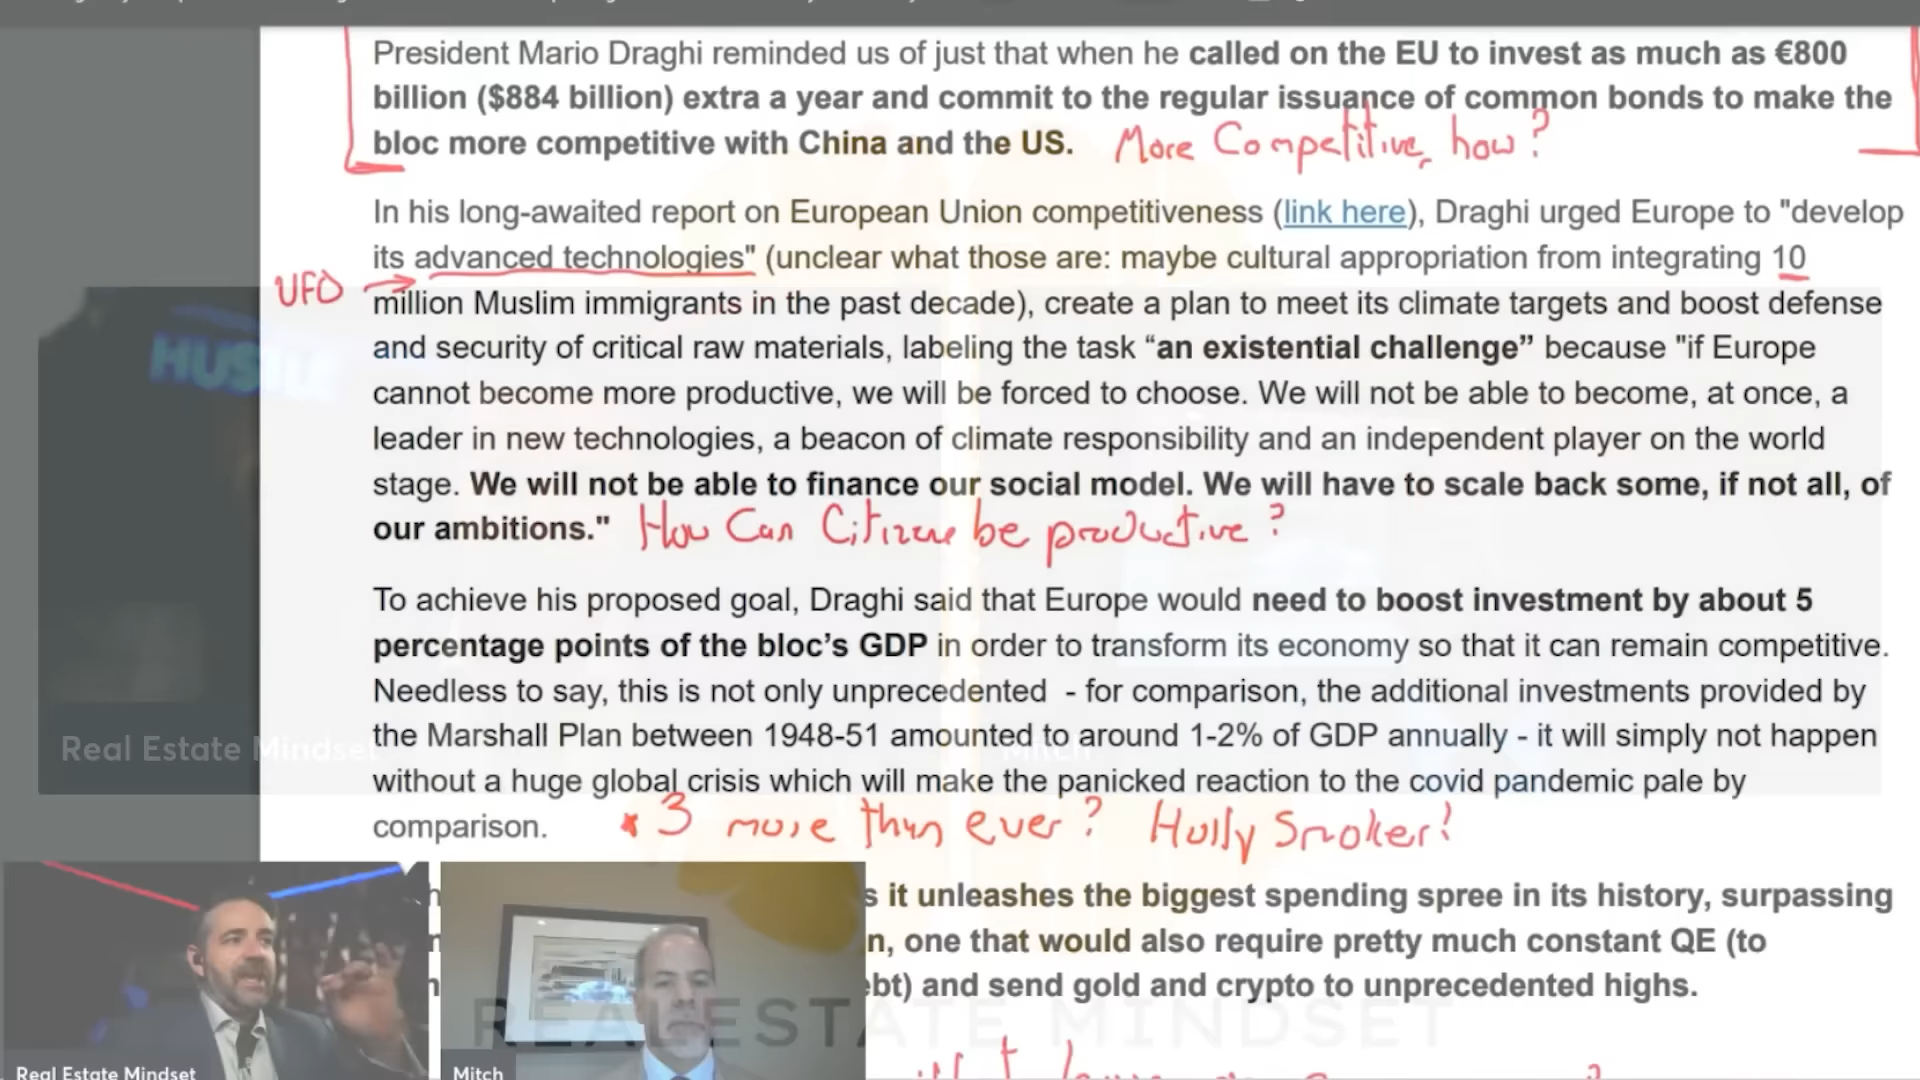 President Mario Draghi reminded us of just that when he called on the EU to invest as much as €800
billion ($884 billion) extra a year and commit to the regular issuance of common bonds to make the
bloc more competitive with China and the US. More Competitive, how?
In his long-awaited report on European Union competitiveness (link here), Draghi urged Europe to "develop
its advanced technologies" (unclear what those are: maybe cultural appropriation from integrating 10
UFO
million Muslim immigrants in the past decade), create a plan to meet its climate targets and boost defense
and security of critical raw materials, labeling the task “an existential challenge” because "if Europe
HUSTLE
cannot become more productive, we will be forced to choose. We will not be able to become, at once, a
leader in new technologies, a beacon of climate responsibility and an independent player on the world
stage. We will not be able to finance our social model. We will have to scale back some, if not all, of
our ambitions." How Can Citizens be productive?
To achieve his proposed goal, Draghi said that Europe would need to boost investment by about 5
percentage points of the bloc’s GDP in order to transform its economy so that it can remain competitive.
Needless to say, this is not only unprecedented - for comparison, the additional investments provided by
the Marshall Plan between 1948-51 amounted to around 1-2% of GDP annually - it will simply not happen
Real Estate Mindset
Mitch
without a huge global crisis which will make the panicked reaction to the covid pandemic pale by
comparison. * 3 more than ever? Holly Smoker!
s it unleashes the biggest spending spree in its history, surpassing
n, one that would also require pretty much constant QE (to
bt) and send gold and crypto to unprecedented highs.
REAL ESTATE MINDSET
Real Estate Mindset
Mitch